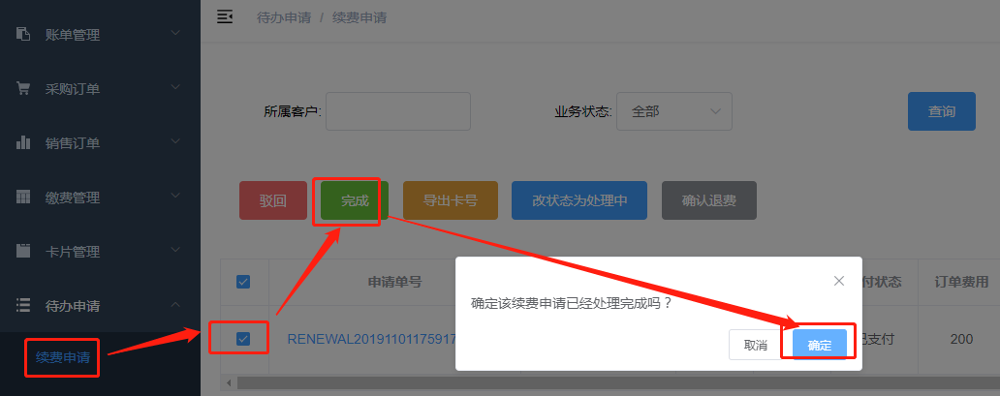 账单管理
采购订单
销售订单
缴费管理
卡片管理
待办申请
续费申请
待办申请 / 续费申请
所属客户:
业务状态: 全部
查询
驳回
完成
导出卡号
改状态为处理中
确认退费
申请单号
付状态
订单费用
RENEWAL20191101175917
已支付
200
确定该续费申请已经处理完成吗？
取消
确定